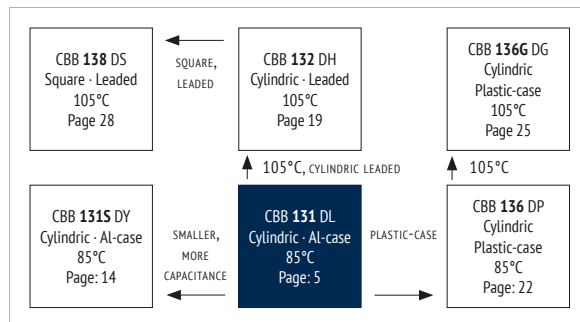 CBB 138 DS
Square · Leaded
105°C
Page 28
SQUARE,
LEADED
CBB 132 DH
Cylindric · Leaded
105°C
Page 19
CBB 136G DG
Cylindric
Plastic-case
105°C
Page 25
105°C, CYLINDRIC LEADED
105°C
CBB 131S DY
Cylindric · Al-case
85°C
Page: 14
SMALLER,
MORE
CAPACITANCE
CBB 131 DL
Cylindric · Al-case
85°C
Page: 5
PLASTIC-CASE
CBB 136 DP
Cylindric
Plastic-case
85°C
Page: 22